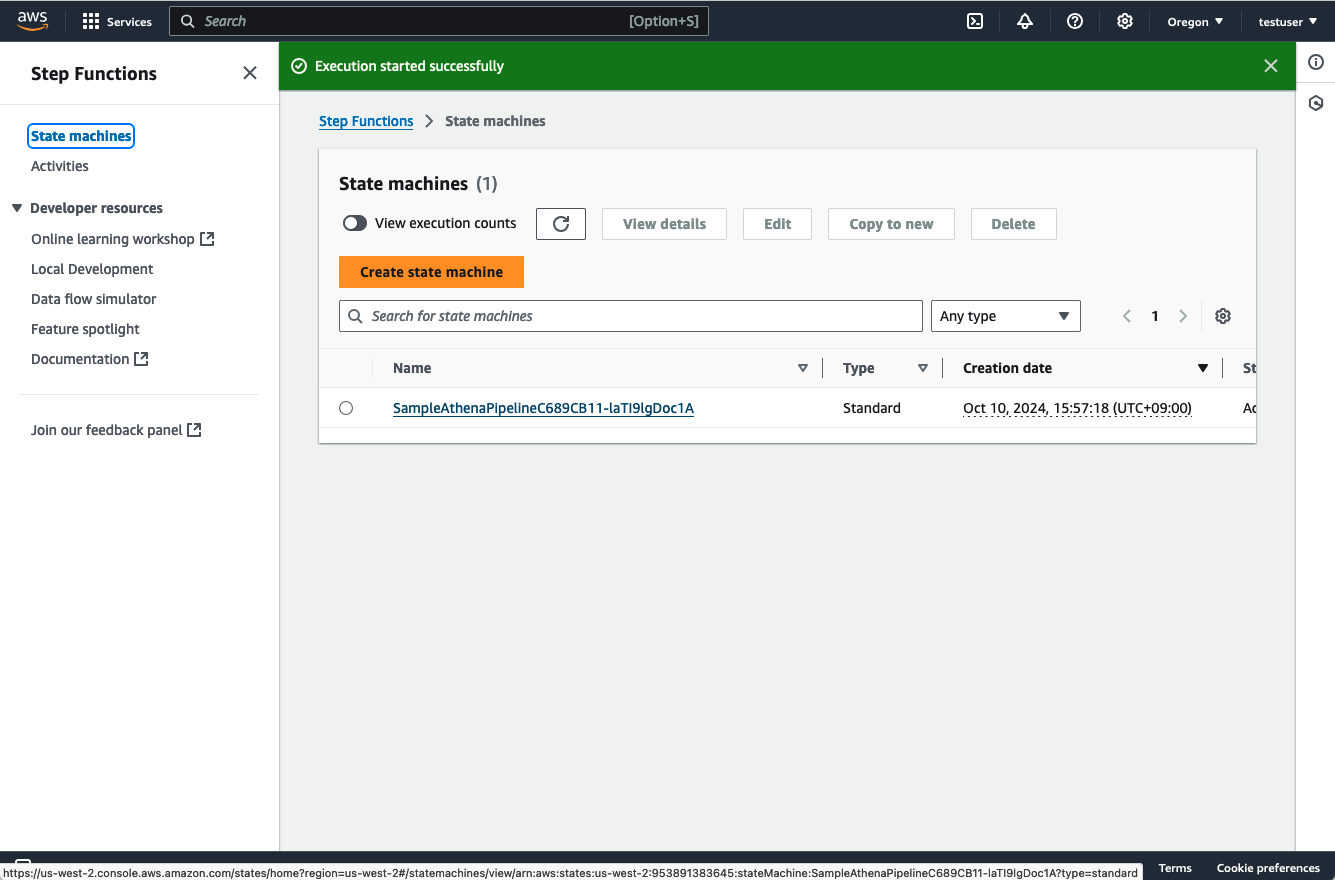 aws Services Search [Option+S] Oregon testuser
Step Functions
Execution started successfully
State machines
Activities
Developer resources
Online learning workshop
Local Development
Data flow simulator
Feature spotlight
Documentation
Join our feedback panel
Step Functions > State machines
State machines (1)
View execution counts View details Edit Copy to new Delete
Create state machine
Search for state machines Any type 1
Name Type Creation date St
SampleAthenaPipelineC689CB11-laTI9lgDoc1A Standard Oct 10, 2024, 15:57:18 (UTC+09:00) Ac
Terms Cookie preferences
https://us-west-2.console.aws.amazon.com/states/home?region=us-west-2#/statemachines/view/arn:aws:states:us-west-2:953891383645:stateMachine:SampleAthenaPipelineC689CB11-laTI9lgDoc1A?type=standard